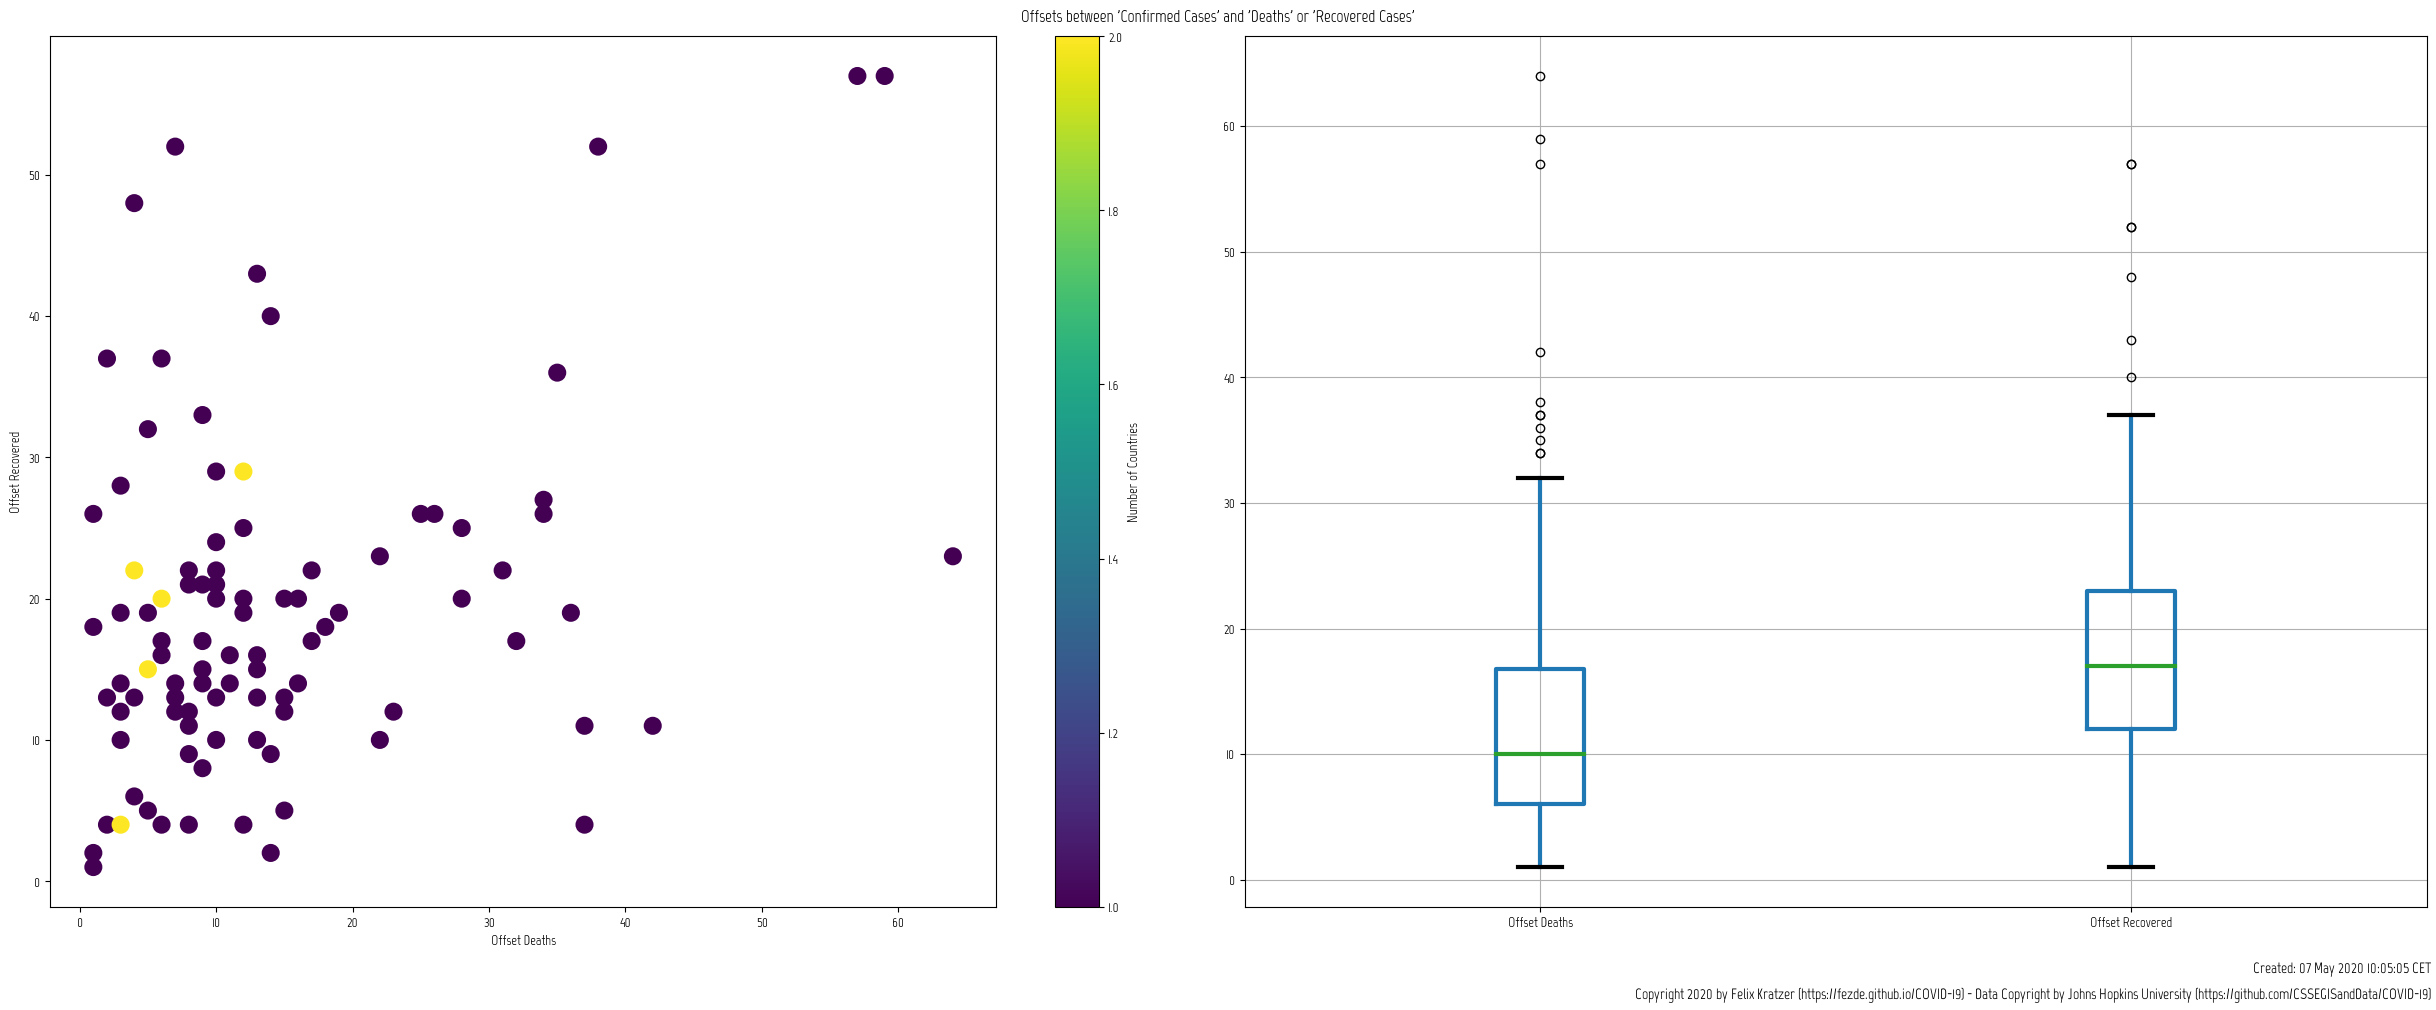 Offsets between 'Confirmed Cases' and 'Deaths' or 'Recovered Cases'
Offset Recovered
50
40
30
20
10
0
0 10 20 30 40 50 60
Offset Deaths
2.0
1.8
1.6
1.4
1.2
1.0
Number of Countries
60
50
40
30
20
10
0
Offset Deaths Offset Recovered
Created: 07 May 2020 10:05:05 CET
Copyright 2020 by Felix Kratzer (https://fezde.github.io/COVID-19) - Data Copyright by Johns Hopkins University (https://github.com/CSSEGISandData/COVID-19)